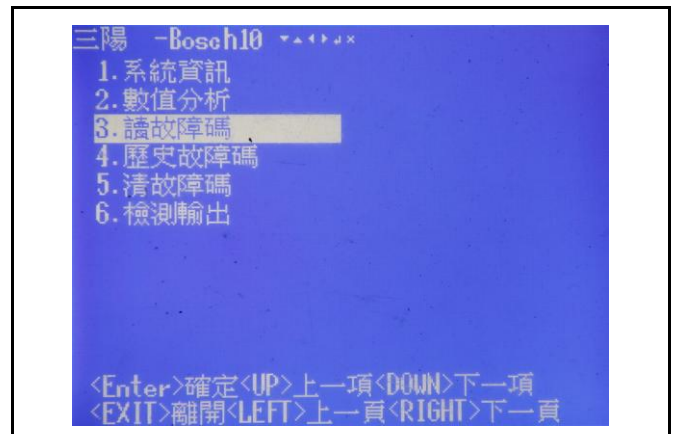 三陽 -Bosch10 ▼▲◀▶↲×
1.系統資訊
2.數值分析
3.讀故障碼
4.歷史故障碼
5.清故障碼
6.檢測輸出
<Enter>確定<UP>上一項<DOWN>下一項
<EXIT>離開<LEFT>上一頁<RIGHT>下一頁